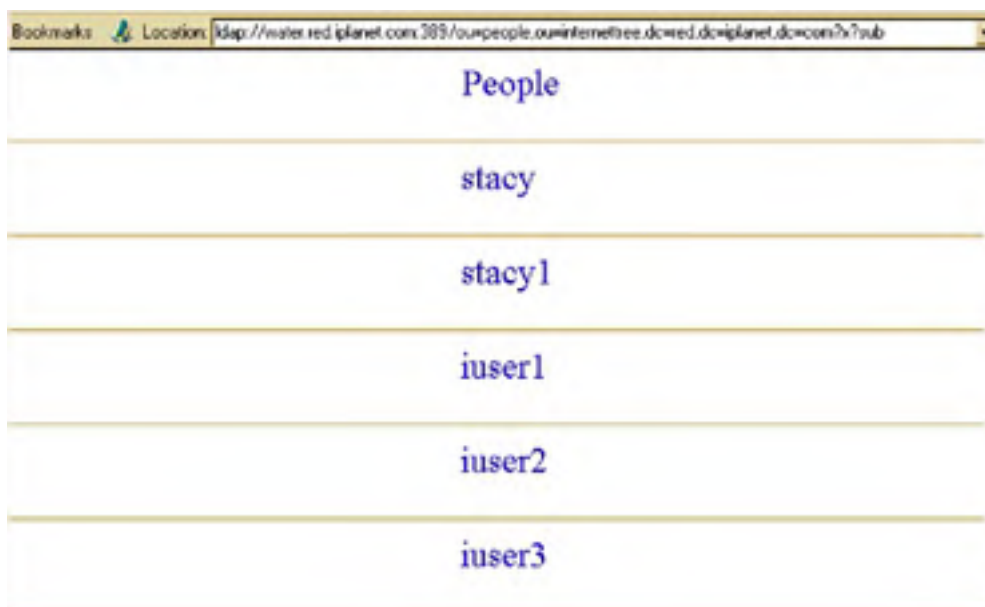 Bookmarks Location: ldap://water.red.iplanet.com:389/ou=people,ou=internettree,dc=red,dc=iplanet,dc=com?x?sub
People
stacy
stacy1
iuser1
iuser2
iuser3